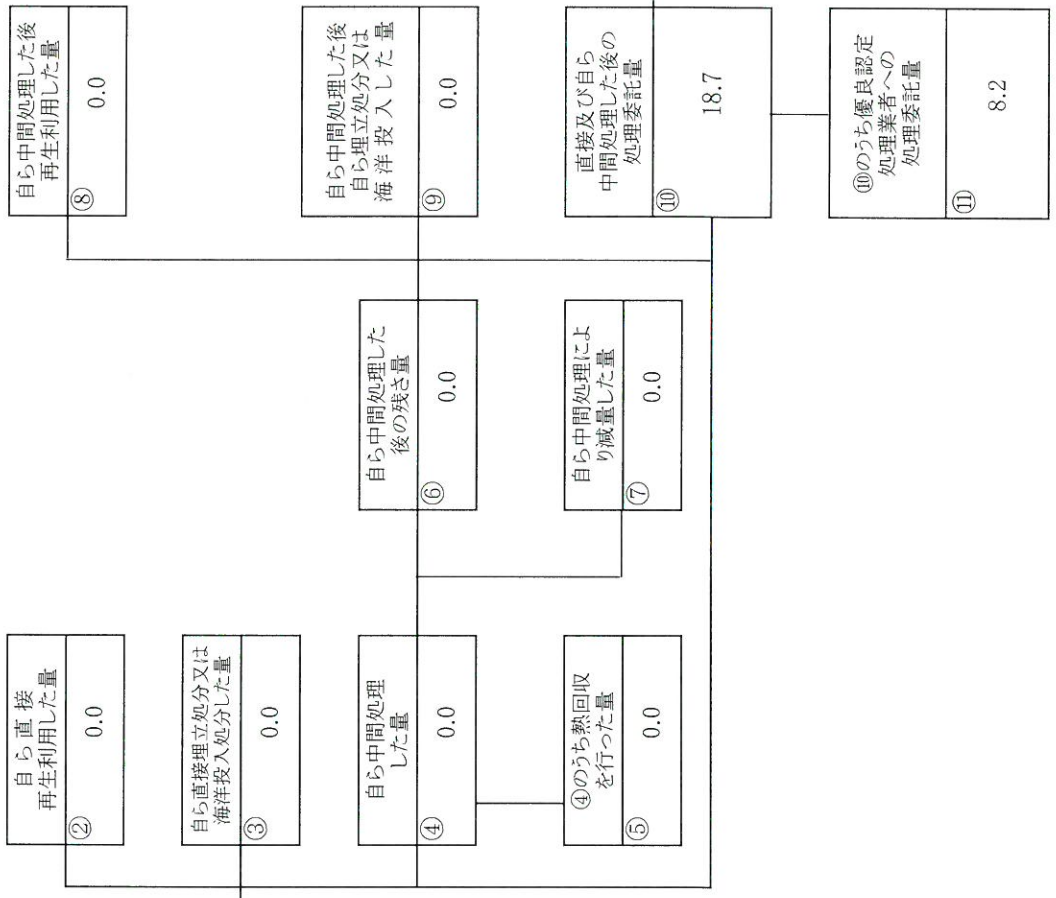 自ら直接
再生利用した量
②
0.0
自ら直接埋立処分又は
海洋投入処分した量
③
0.0
自ら中間処理
した量
④
0.0
④のうち熱回収
を行った量
⑤
0.0
自ら中間処理した
後の残さ量
⑥
0.0
自ら中間処理によ
り減量した量
⑦
0.0
自ら中間処理した後
再生利用した量
⑧
0.0
自ら中間処理した後
自ら埋立処分又は
海洋投入した量
⑨
0.0
直接及び自ら
中間処理した後の
処理委託量
⑩
18.7
⑩のうち優良認定
処理業者への
処理委託量
⑪
8.2